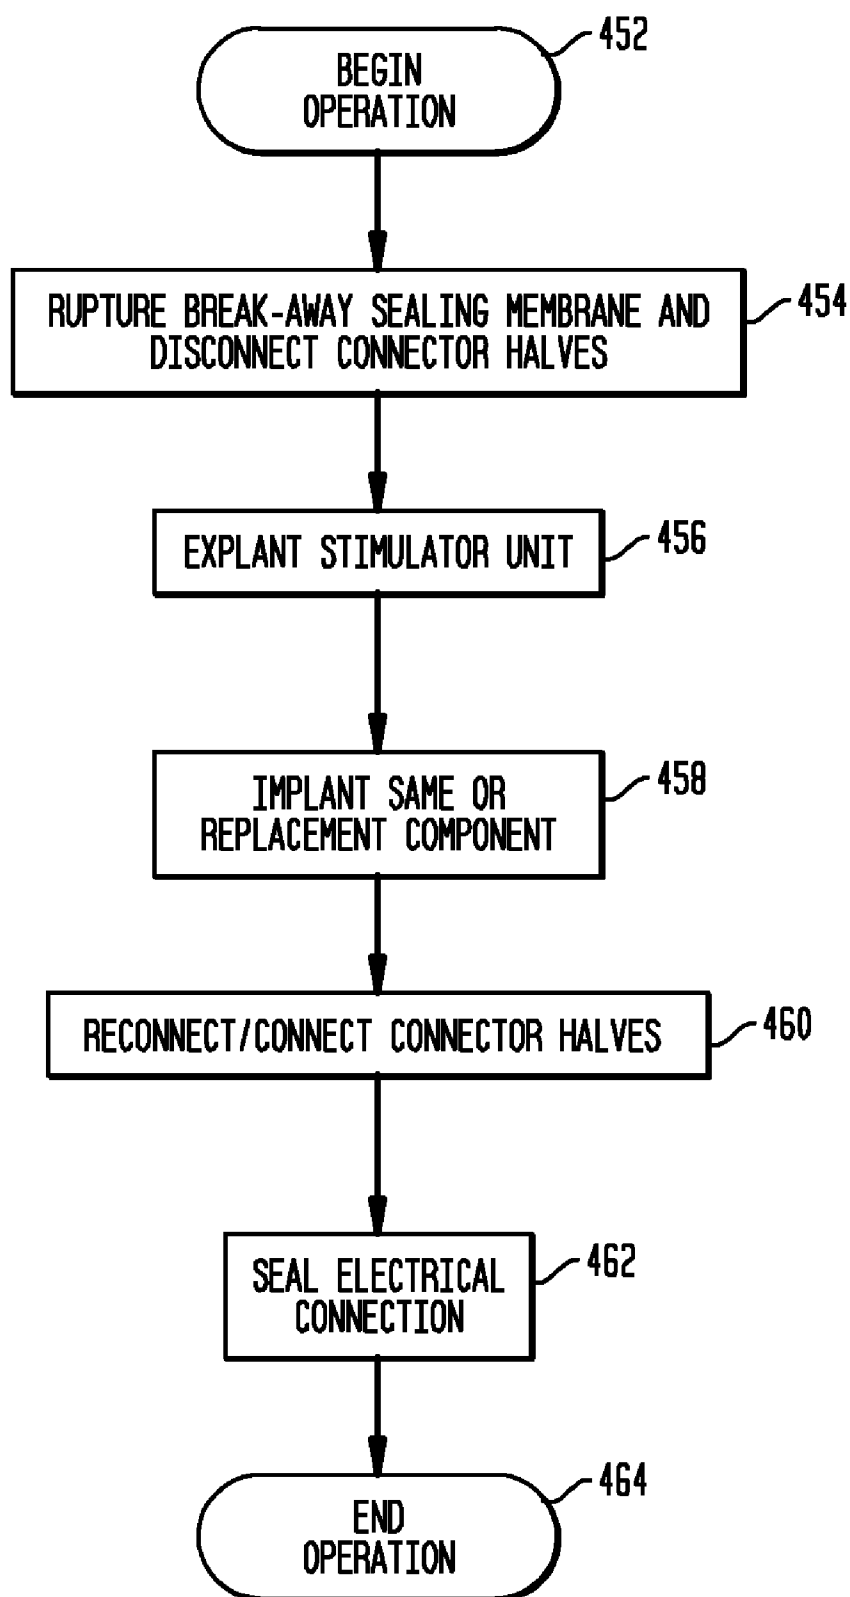 452
BEGIN
OPERATION
RUPTURE BREAK-AWAY SEALING MEMBRANE AND
DISCONNECT CONNECTOR HALVES
454
EXPLANT STIMULATOR UNIT
456
IMPLANT SAME OR
REPLACEMENT COMPONENT
458
RECONNECT/CONNECT CONNECTOR HALVES
460
SEAL ELECTRICAL
CONNECTION
462
END
OPERATION
464